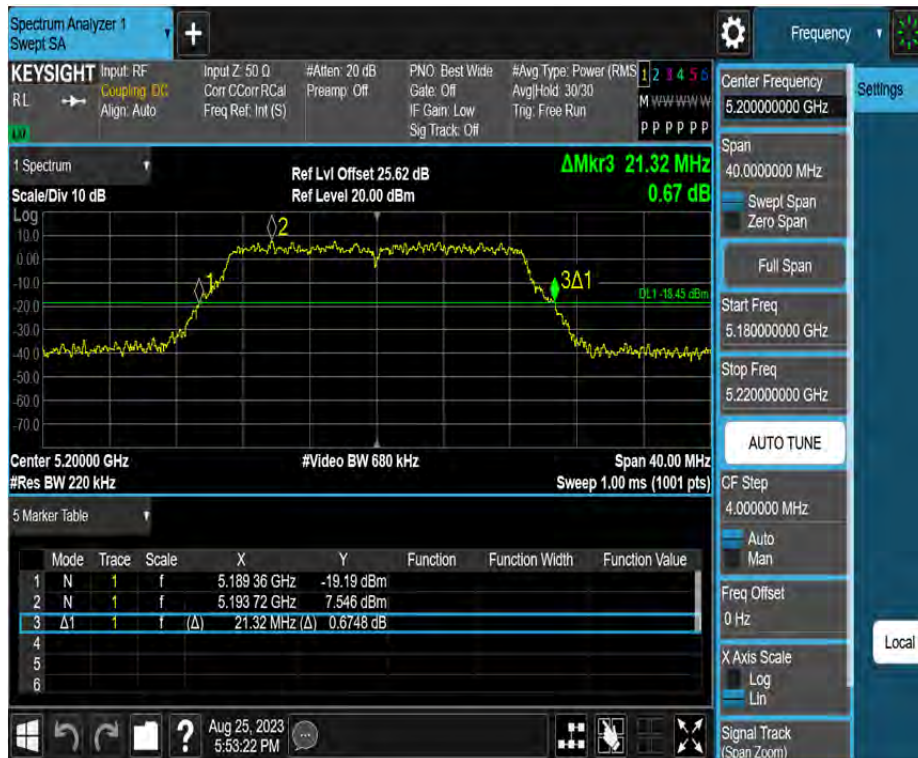 Spectrum Analyzer 1
Swept SA
+
Frequency
KEYSIGHT Input: RF Input Z: 50 Ω #Atten: 20 dB PNO: Best Wide #Avg Type: Power (RMS 1 2 3 4 5 6
RL Coupling: DC Corr CCorr RCal Preamp: Off Gate: Off Avg|Hold: 30/30 M W W W W W
Align: Auto Freq Ref: Int (S) IF Gain: Low Trig: Free Run
Sig Track: Off P P P P P P
Center Frequency
5.200000000 GHz
Settings
Span
40.0000000 MHz
Swept Span
Zero Span
Full Span
Start Freq
5.180000000 GHz
Stop Freq
5.220000000 GHz
AUTO TUNE
CF Step
4.000000 MHz
Auto
Man
Freq Offset
0 Hz
X Axis Scale
Log
Lin
Signal Track
(Span Zoom)
Local
1 Spectrum
Ref Lvl Offset 25.62 dB
ΔMkr3 21.32 MHz
Scale/Div 10 dB Ref Level 20.00 dBm 0.67 dB
Log
10.0
0.00
-10.0
-20.0
-30.0
-40.0
-50.0
-60.0
-70.0
1
2
3Δ1
DL1 -18.45 dBm
Center 5.20000 GHz #Video BW 680 kHz Span 40.00 MHz
#Res BW 220 kHz Sweep 1.00 ms (1001 pts)
5 Marker Table
Mode Trace Scale X Y Function Function Width Function Value
1 N 1 f 5.189 36 GHz -19.19 dBm
2 N 1 f 5.193 72 GHz 7.546 dBm
3 Δ1 1 f (Δ) 21.32 MHz (Δ) 0.6748 dB
4
5
6
?
Aug 25, 2023
5:53:22 PM